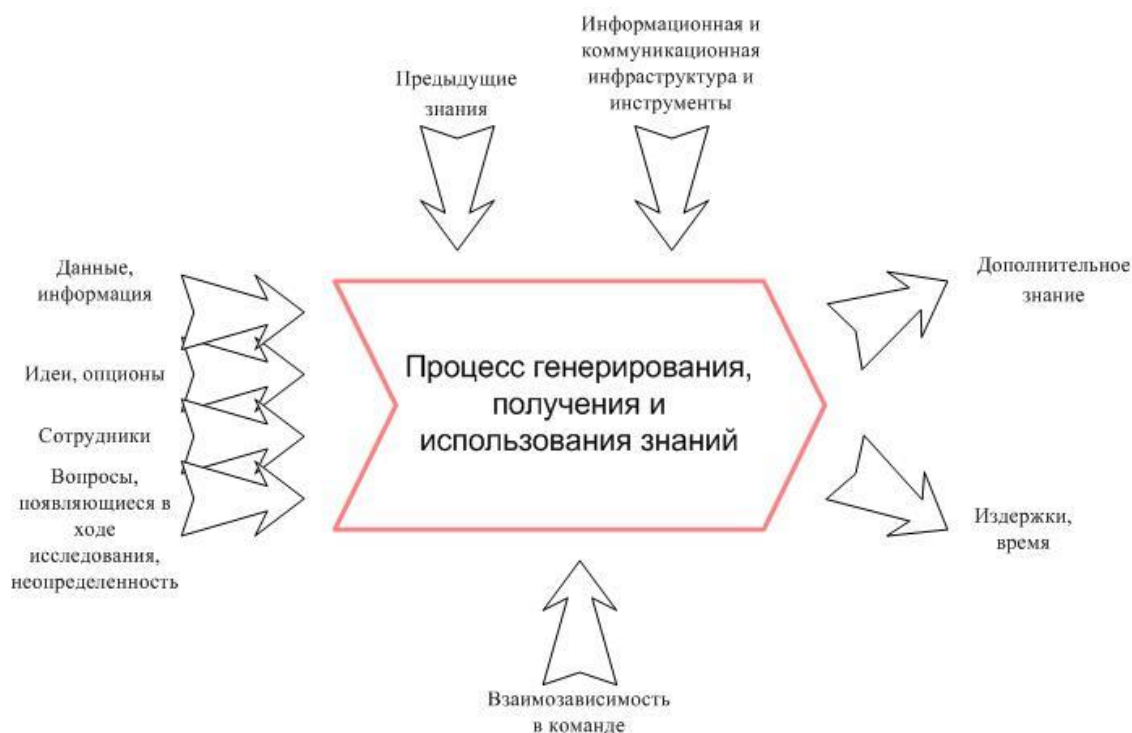 Информационная и
коммуникационная
инфраструктура и
инструменты
Предыдущие
знания
Данные,
информация
Идеи, опционы
Сотрудники
Вопросы,
появляющиеся в
ходе
исследования,
неопределенность
Процесс генерирования,
получения и
использования знаний
Дополнительное
знание
Издержки,
время
Взаимозависимость
в команде